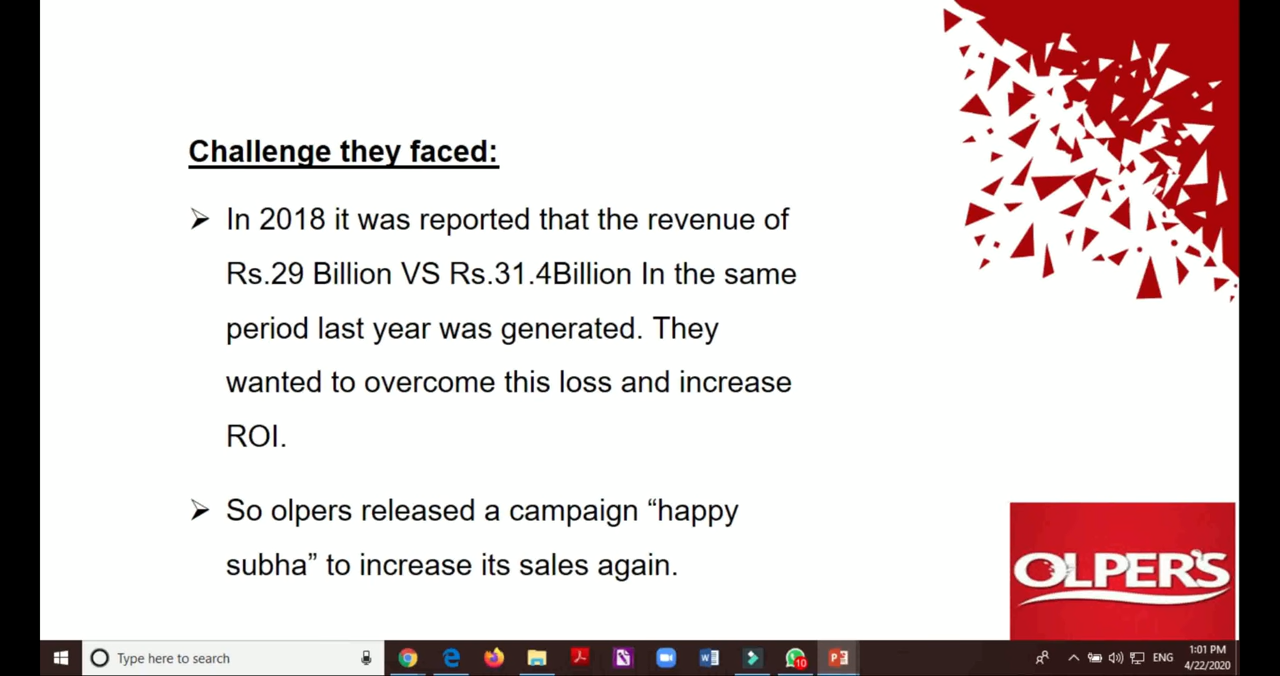 Challenge they faced:
➢ In 2018 it was reported that the revenue of
Rs.29 Billion VS Rs.31.4Billion In the same
period last year was generated. They
wanted to overcome this loss and increase
ROI.
➢ So olpers released a campaign “happy
subha” to increase its sales again.
OLPER'S
Type here to search
10
ENG
1:01 PM
4/22/2020